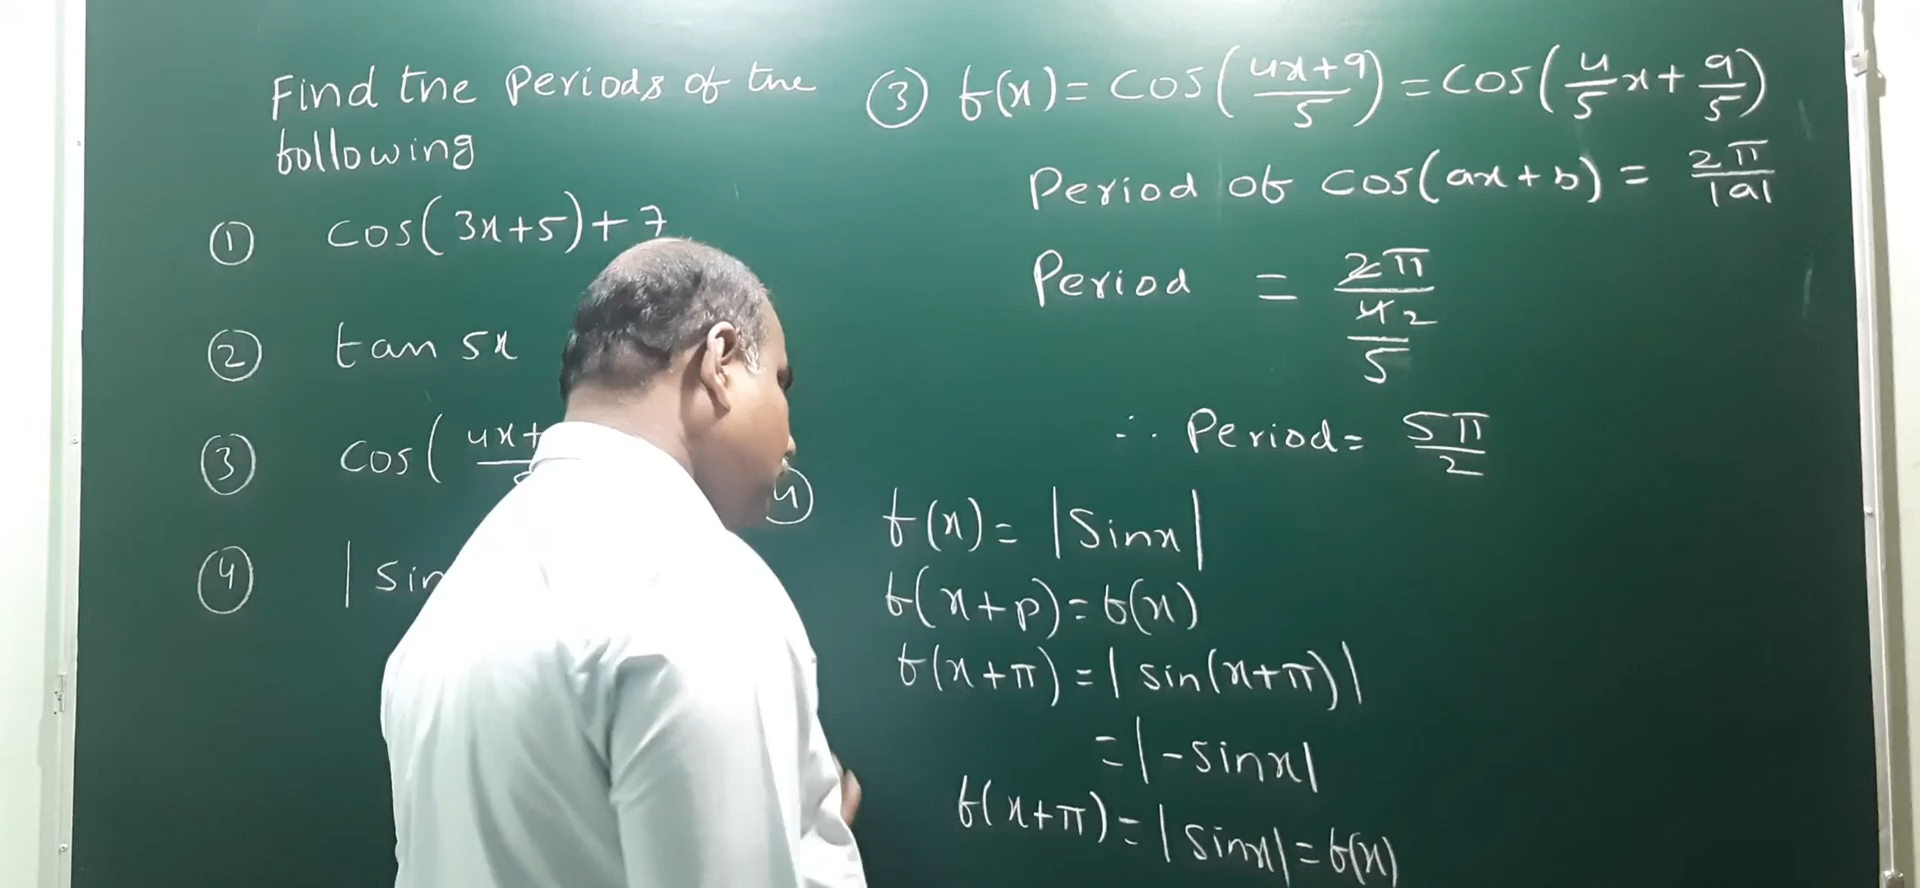 Find the Periods of the
following
① cos(3x+5)+7
② tan 5x
③ cos(4x+
④ |sin
③ f(x) = cos((4x+9)/5) = cos(4/5 x + 9/5)
Period of cos(ax+b) = 2π/|a|
Period = 2π/(4/5) 2
∴ Period = 5π/2
④ f(x) = |Sinx|
f(x+p) = f(x)
f(x+π) = |sin(x+π)|
= |-sinx|
f(x+π) = |sinx| = f(x)